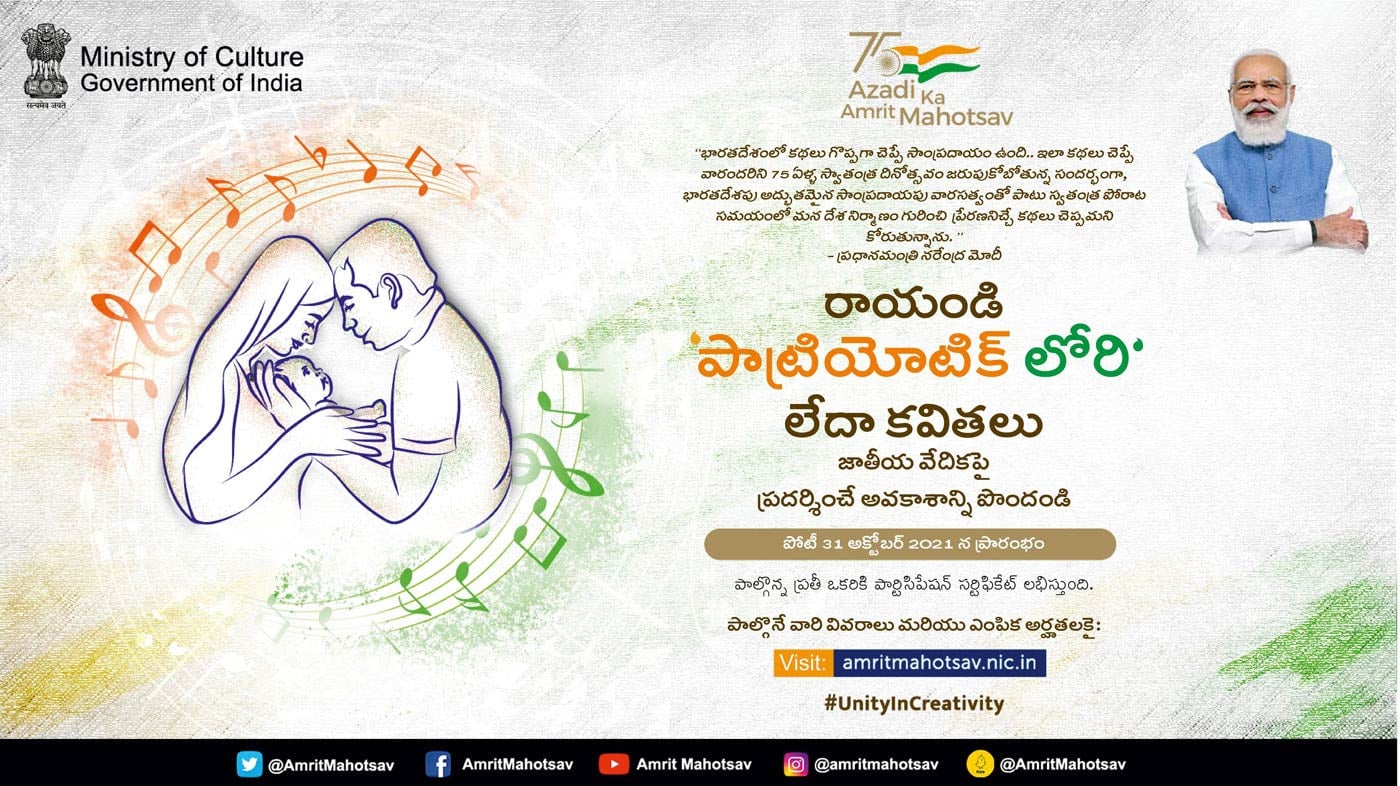 Ministry of Culture
Government of India
सत्यमेव जयते
75
Azadi Ka
Amrit Mahotsav
"భారతదేశంలో కథలు గొప్పగా చెప్పే సాంప్రదాయం ఉంది.. ఇలా కథలు చెప్పే
వారందరిని 75 ఏళ్ళ స్వాతంత్ర దినోత్సవం జరుపుకోబోతున్న సందర్భంగా,
భారతదేశపు అద్భుతమైన సాంప్రదాయపు వారసత్వంతో పాటు స్వతంత్ర పోరాట
సమయంలో మన దేశ నిర్మాణం గురించి ప్రేరణనిచ్చే కథలు చెప్పమని
కోరుతున్నాను. "
- ప్రధానమంత్రి నరేంద్ర మోదీ
రాయండి
'పాట్రియోటిక్ లోరి'
లేదా కవితలు
జాతీయ వేదికపై
ప్రదర్శించే అవకాశాన్ని పొందండి
పోటీ 31 అక్టోబర్ 2021 న ప్రారంభం
పాల్గొన్న ప్రతీ ఒకరికి పార్టిసిపేషన్ సర్టిఫికేట్ లభిస్తుంది.
పాల్గొనే వారి వివరాలు మరియు ఎంపిక అర్హతలకై:
Visit: amritmahotsav.nic.in
#UnityInCreativity
@AmritMahotsav AmritMahotsav Amrit Mahotsav @amritmahotsav @AmritMahotsav